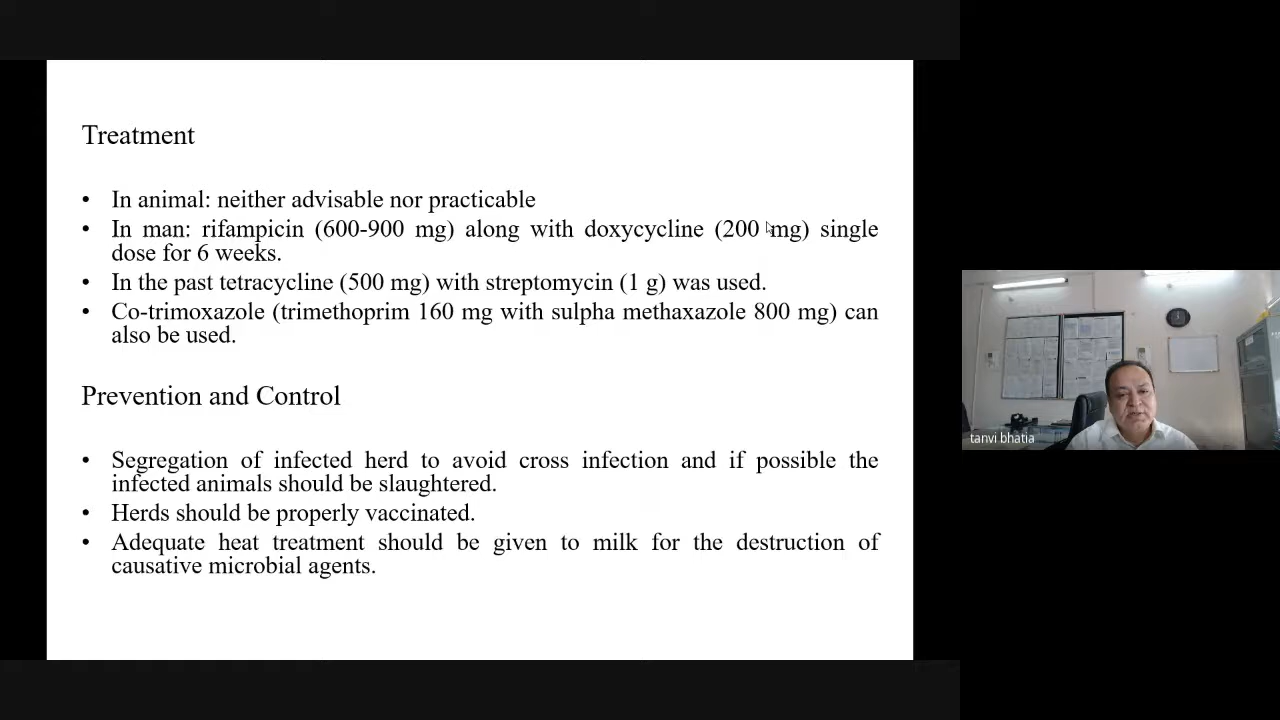 Treatment
• In animal: neither advisable nor practicable
• In man: rifampicin (600-900 mg) along with doxycycline (200 mg) single
dose for 6 weeks.
• In the past tetracycline (500 mg) with streptomycin (1 g) was used.
• Co-trimoxazole (trimethoprim 160 mg with sulpha methaxazole 800 mg) can
also be used.
Prevention and Control
• Segregation of infected herd to avoid cross infection and if possible the
infected animals should be slaughtered.
• Herds should be properly vaccinated.
• Adequate heat treatment should be given to milk for the destruction of
causative microbial agents.
tanvi bhatia